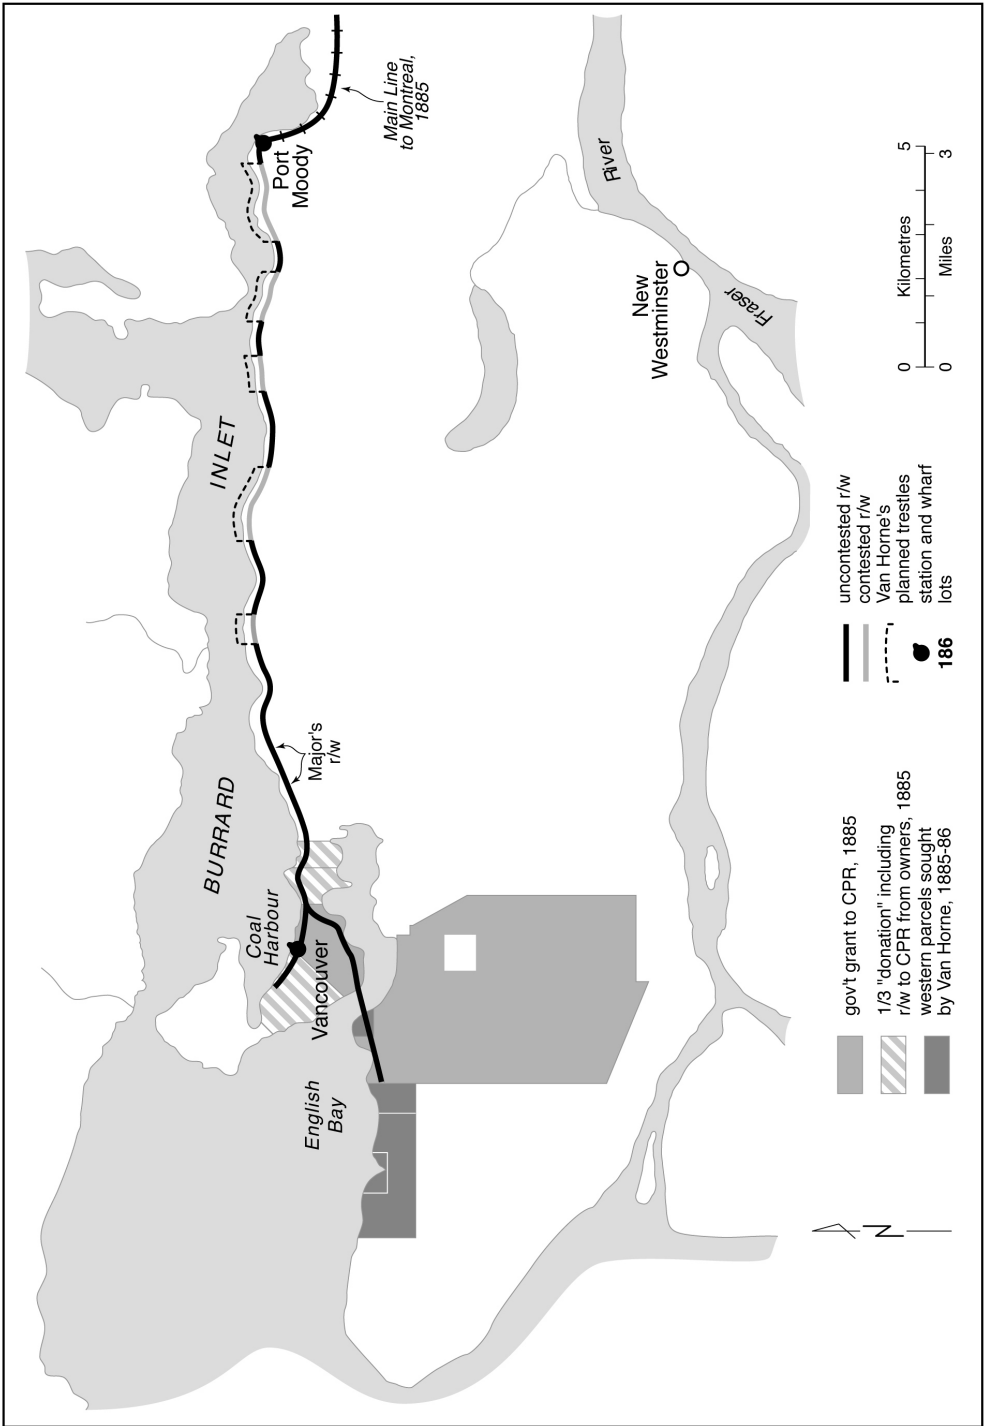 Main Line
to Montreal,
1885
Port
Moody
INLET
BURRARD
Major's
r/w
Coal
Harbour
Vancouver
English
Bay
River
New
Westminster
Fraser
0 Kilometres 5
0 Miles 3
gov't grant to CPR, 1885
1/3 "donation" including
r/w to CPR from owners, 1885
western parcels sought
by Van Horne, 1885-86
uncontested r/w
contested r/w
Van Horne's
planned trestles
station and wharf
186 lots
N